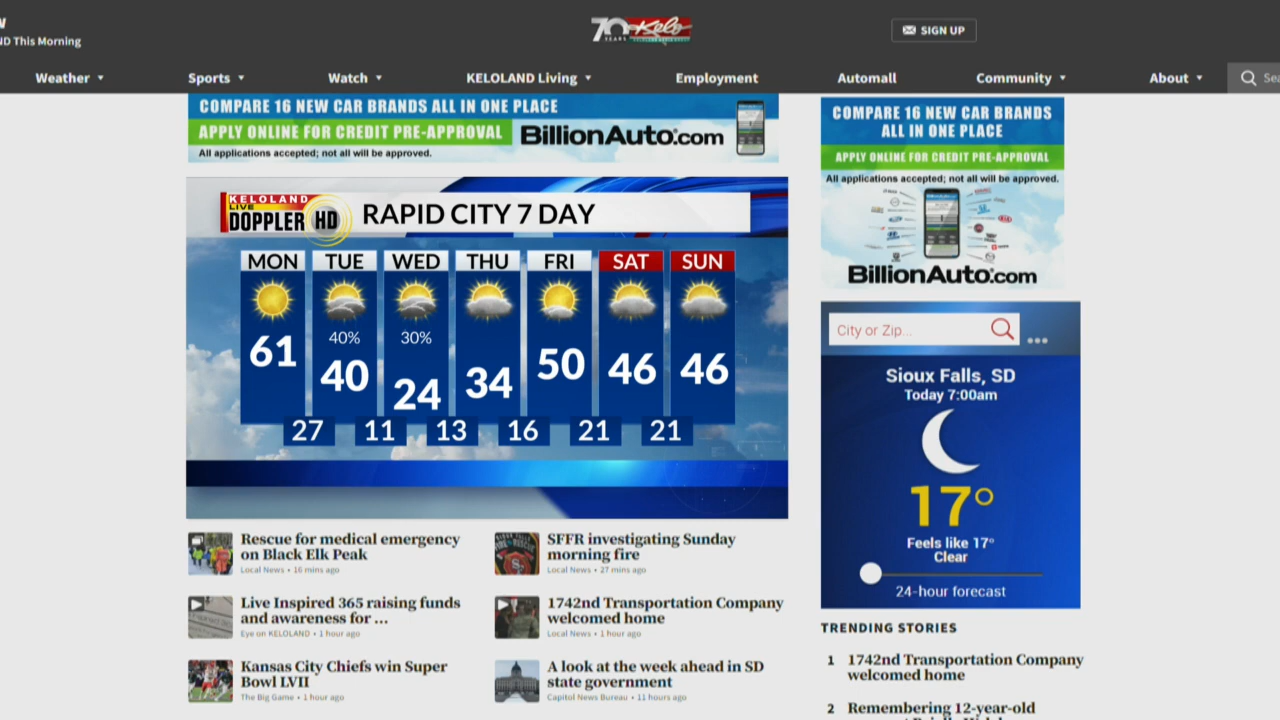 ND This Morning
70 YEARS Kelo
SIGN UP
Weather
Sports
Watch
KELOLAND Living
Employment
Automall
Community
About
COMPARE 16 NEW CAR BRANDS ALL IN ONE PLACE
APPLY ONLINE FOR CREDIT PRE-APPROVAL
BillionAuto.com
All applications accepted; not all will be approved.
COMPARE 16 NEW CAR BRANDS
ALL IN ONE PLACE
APPLY ONLINE FOR CREDIT PRE-APPROVAL
All applications accepted; not all will be approved.
BillionAuto.com
KELOLAND
LIVE
DOPPLER HD
RAPID CITY 7 DAY
MON TUE WED THU FRI SAT SUN
40% 30%
61 40 24 34 50 46 46
27 11 13 16 21 21
City or Zip...
Sioux Falls, SD
Today 7:00am
17°
Feels like 17°
Clear
24-hour forecast
Rescue for medical emergency
on Black Elk Peak
Local News • 16 mins ago
SFFR investigating Sunday
morning fire
Local News • 27 mins ago
Live Inspired 365 raising funds
and awareness for ...
Eye on KELOLAND • 1 hour ago
1742nd Transportation Company
welcomed home
Local News • 1 hour ago
Kansas City Chiefs win Super
Bowl LVII
The Big Game • 1 hour ago
A look at the week ahead in SD
state government
Capitol News Bureau • 11 hours ago
TRENDING STORIES
1 1742nd Transportation Company
welcomed home
2 Remembering 12-year-old